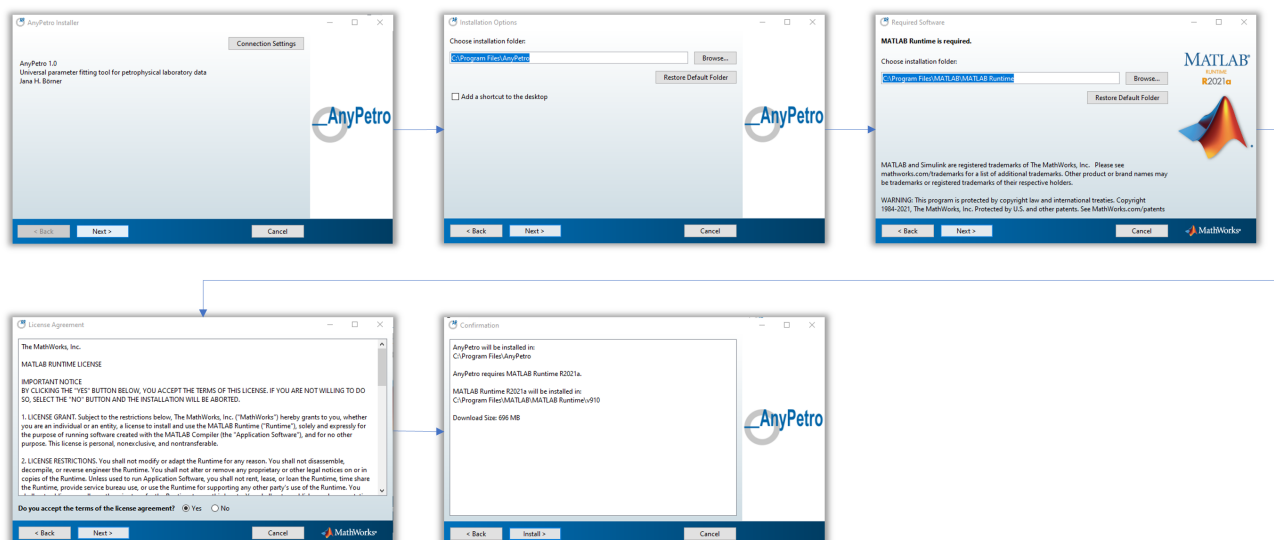 AnyPetro Installer
Connection Settings
AnyPetro 1.0
Universal parameter fitting tool for petrophysical laboratory data
Jana H. Börner
__AnyPetro
< Back
Next >
Cancel
Installation Options
Choose installation folder:
C:\Program Files\AnyPetro
Browse...
Restore Default Folder
Add a shortcut to the desktop
__AnyPetro
< Back
Next >
Cancel
Required Software
MATLAB Runtime is required.
Choose installation folder:
C:\Program Files\MATLAB\MATLAB Runtime
Browse...
Restore Default Folder
MATLAB®
RUNTIME
R2021a
MATLAB and Simulink are registered trademarks of The MathWorks, Inc. Please see
mathworks.com/trademarks for a list of additional trademarks. Other product or brand names may
be trademarks or registered trademarks of their respective holders.
WARNING: This program is protected by copyright law and international treaties. Copyright
1984-2021, The MathWorks, Inc. Protected by U.S. and other patents. See MathWorks.com/patents
< Back
Next >
Cancel
MathWorks®
License Agreement
The MathWorks, Inc.
MATLAB RUNTIME LICENSE
IMPORTANT NOTICE
BY CLICKING THE "YES" BUTTON BELOW, YOU ACCEPT THE TERMS OF THIS LICENSE. IF YOU ARE NOT WILLING TO DO
SO, SELECT THE "NO" BUTTON AND THE INSTALLATION WILL BE ABORTED.
1. LICENSE GRANT. Subject to the restrictions below, The MathWorks, Inc. ("MathWorks") hereby grants to you, whether
you are an individual or an entity, a license to install and use the MATLAB Runtime ("Runtime"), solely and expressly for
the purpose of running software created with the MATLAB Compiler (the "Application Software"), and for no other
purpose. This license is personal, nonexclusive, and nontransferable.
2. LICENSE RESTRICTIONS. You shall not modify or adapt the Runtime for any reason. You shall not disassemble,
decompile, or reverse engineer the Runtime. You shall not alter or remove any proprietary or other legal notices on or in
copies of the Runtime. Unless used to run Application Software, you shall not rent, lease, or loan the Runtime, time share
the Runtime, provide service bureau use, or use the Runtime for supporting any other party's use of the Runtime. You
Do you accept the terms of the license agreement?
Yes
No
< Back
Next >
Cancel
MathWorks®
Confirmation
AnyPetro will be installed in:
C:\Program Files\AnyPetro
AnyPetro requires MATLAB Runtime R2021a.
MATLAB Runtime R2021a will be installed in:
C:\Program Files\MATLAB\MATLAB Runtime\v910
Download Size: 696 MB
__AnyPetro
< Back
Install >
Cancel